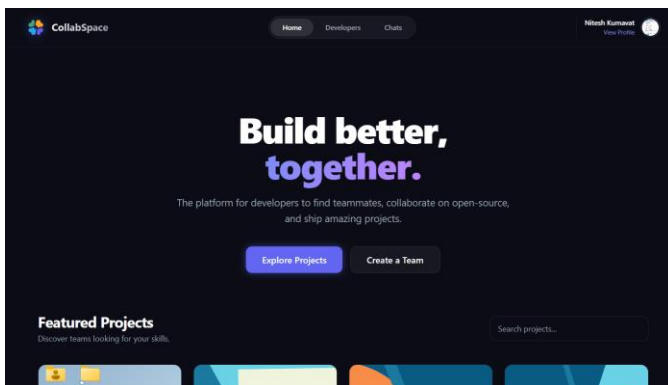 CollabSpace
Home
Developers
Chats
Nitesh Kumavat
View Profile
Build better,
together.
The platform for developers to find teammates, collaborate on open-source,
and ship amazing projects.
Explore Projects
Create a Team
Featured Projects
Discover teams looking for your skills.
Search projects...